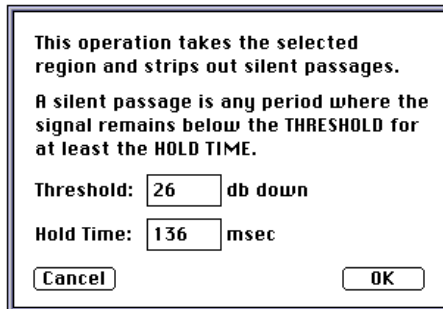 This operation takes the selected
region and strips out silent passages.
A silent passage is any period where the
signal remains below the THRESHOLD for
at least the HOLD TIME.
Threshold: 26 db down
Hold Time: 136 msec
Cancel OK